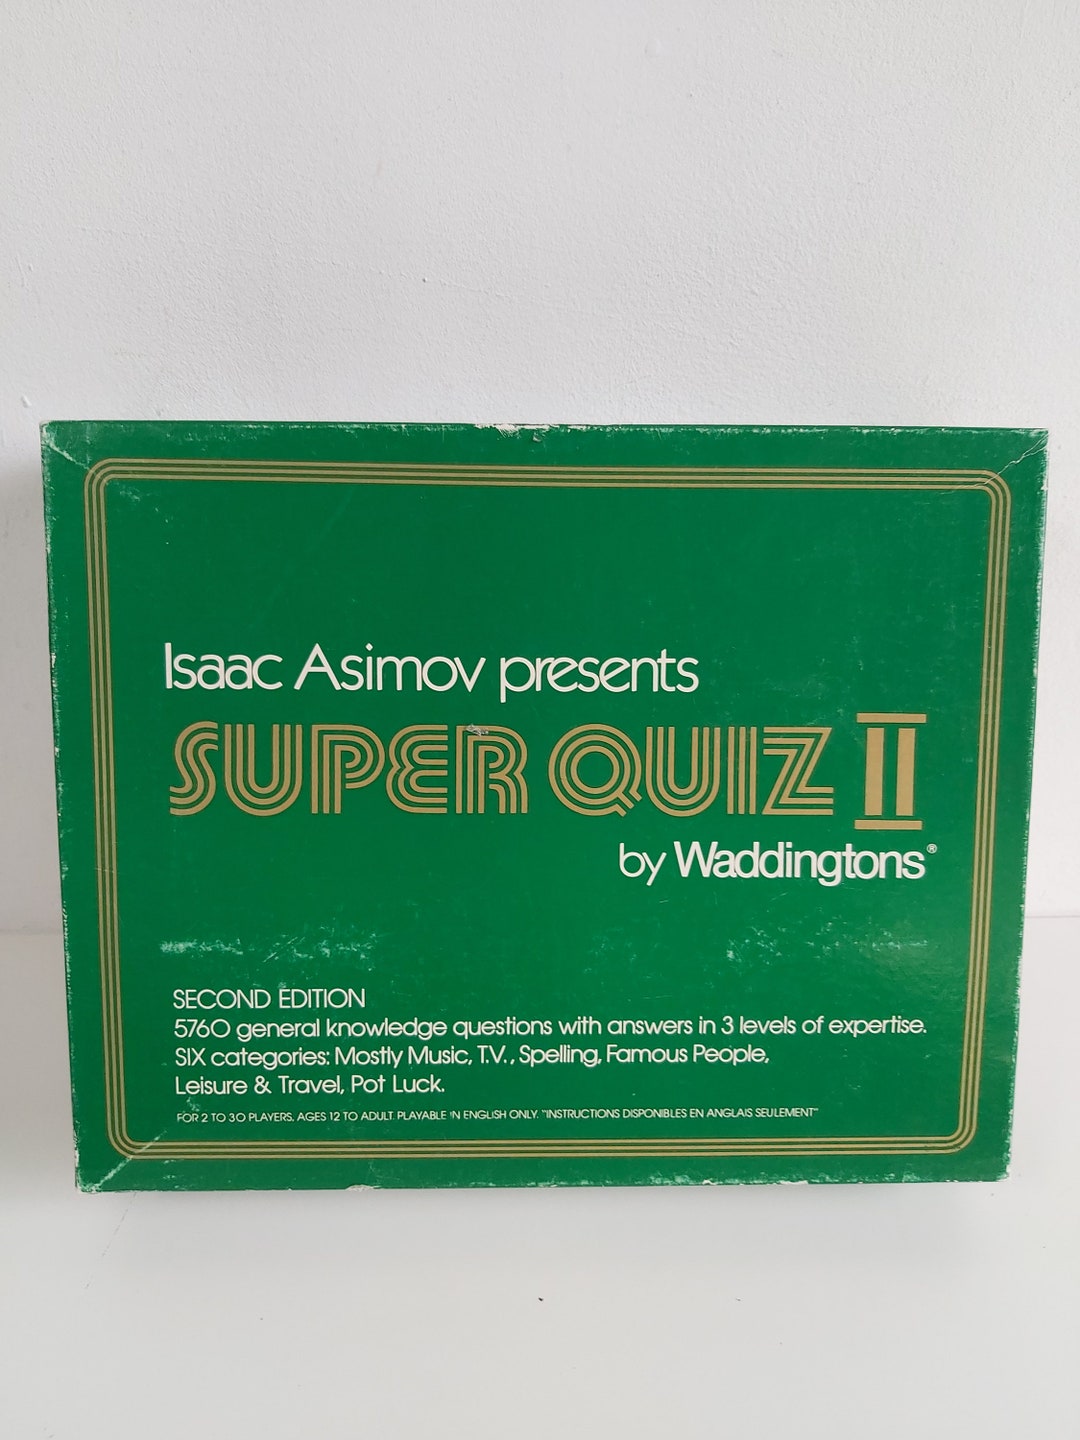 Isaac Asimov presents
SUPER QUIZ II
by Waddingtons®
SECOND EDITION
5760 general knowledge questions with answers in 3 levels of expertise.
SIX categories: Mostly Music, T.V., Spelling, Famous People,
Leisure & Travel, Pot Luck.
FOR 2 TO 30 PLAYERS. AGES 12 TO ADULT. PLAYABLE IN ENGLISH ONLY. "INSTRUCTIONS DISPONIBLES EN ANGLAIS SEULEMENT"